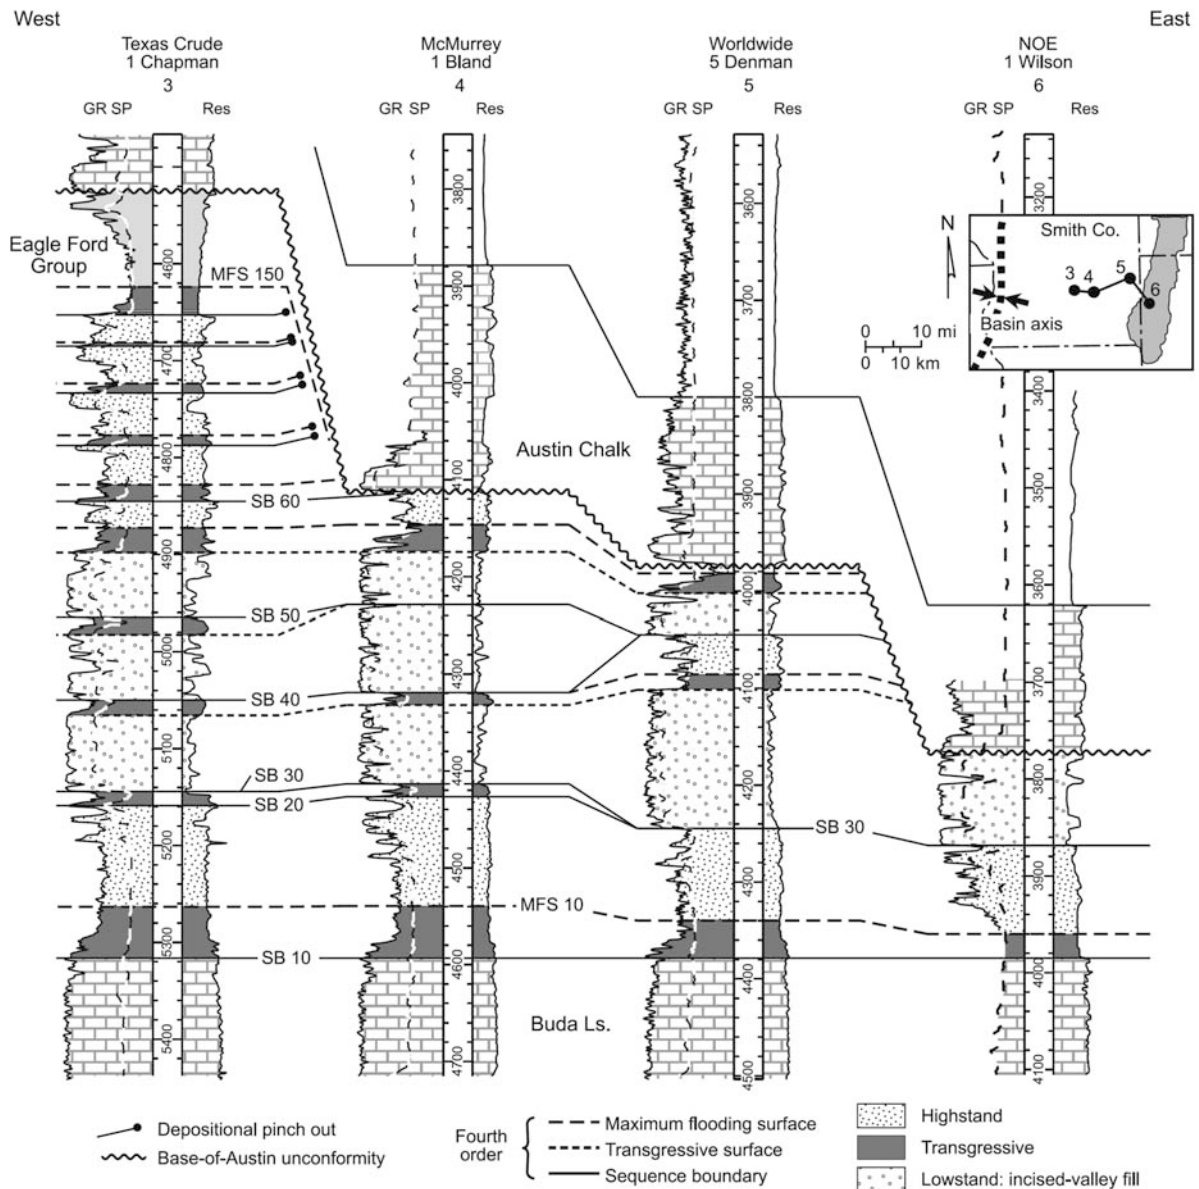 West
East
Texas Crude
1 Chapman
3
McMurrey
1 Bland
4
Worldwide
5 Denman
5
NOE
1 Wilson
6
GR SP Res
GR SP Res
GR SP Res
GR SP Res
4600
4700
4800
4900
5000
5100
5200
5300
5400
3800
3900
4000
4100
4200
4300
4400
4500
4600
4700
3600
3700
3800
3900
4000
4100
4200
4300
4400
4500
3200
3400
3500
3600
3700
3800
3900
4000
4100
N
Smith Co.
3 4 5 6
Basin axis
0 10 mi
0 10 km
Eagle Ford
Group
MFS 150
Austin Chalk
SB 60
SB 50
SB 40
SB 30
SB 20
SB 30
MFS 10
SB 10
Buda Ls.
Depositional pinch out
Base-of-Austin unconformity
Fourth
order
Maximum flooding surface
Transgressive surface
Sequence boundary
Highstand
Transgressive
Lowstand: incised-valley fill